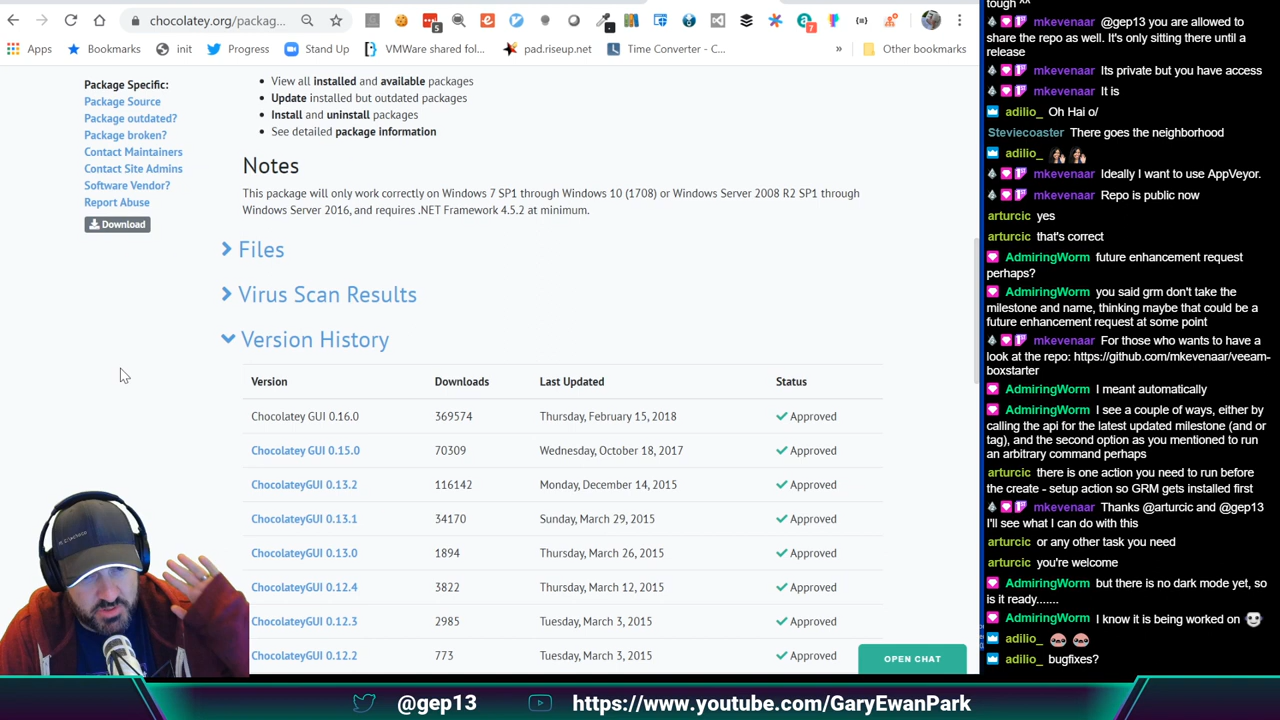 chocolatey.org/packag...
5
7
Apps
Bookmarks
init
Progress
Stand Up
VMWare shared fol...
pad.riseup.net
Time Converter - C...
»
Other bookmarks
Package Specific:
Package Source
Package outdated?
Package broken?
Contact Maintainers
Contact Site Admins
Software Vendor?
Report Abuse
Download
• View all installed and available packages
• Update installed but outdated packages
• Install and uninstall packages
• See detailed package information
Notes
This package will only work correctly on Windows 7 SP1 through Windows 10 (1708) or Windows Server 2008 R2 SP1 through
Windows Server 2016, and requires .NET Framework 4.5.2 at minimum.
Files
Virus Scan Results
Version History
Version Downloads Last Updated Status
Chocolatey GUI 0.16.0 369574 Thursday, February 15, 2018 Approved
Chocolatey GUI 0.15.0 70309 Wednesday, October 18, 2017 Approved
ChocolateyGUI 0.13.2 116142 Monday, December 14, 2015 Approved
ChocolateyGUI 0.13.1 34170 Sunday, March 29, 2015 Approved
ChocolateyGUI 0.13.0 1894 Thursday, March 26, 2015 Approved
ChocolateyGUI 0.12.4 3822 Thursday, March 12, 2015 Approved
ChocolateyGUI 0.12.3 2985 Tuesday, March 3, 2015 Approved
ChocolateyGUI 0.12.2 773 Tuesday, March 3, 2015 Approved
OPEN CHAT
tough ^^
mkevenaar @gep13 you are allowed to
share the repo as well. It's only sitting there until a
release
mkevenaar Its private but you have access
mkevenaar It is
adilio_ Oh Hai o/
Steviecoaster There goes the neighborhood
adilio_
mkevenaar Ideally I want to use AppVeyor.
mkevenaar Repo is public now
arturcic yes
arturcic that's correct
AdmiringWorm future enhancement request
perhaps?
AdmiringWorm you said grm don't take the
milestone and name, thinking maybe that could be a
future enhancement request at some point
mkevenaar For those who wants to have a
look at the repo: https://github.com/mkevenaar/veeam-
boxstarter
AdmiringWorm I meant automatically
AdmiringWorm I see a couple of ways, either by
calling the api for the latest updated milestone (and or
tag), and the second option as you mentioned to run
an arbitrary command perhaps
arturcic there is one action you need to run before
the create - setup action so GRM gets installed first
mkevenaar Thanks @arturcic and @gep13
I'll see what I can do with this
arturcic or any other task you need
arturcic you're welcome
AdmiringWorm but there is no dark mode yet, so
is it ready.......
AdmiringWorm I know it is being worked on
adilio_
adilio_ bugfixes?
@gep13
https://www.youtube.com/GaryEwanPark